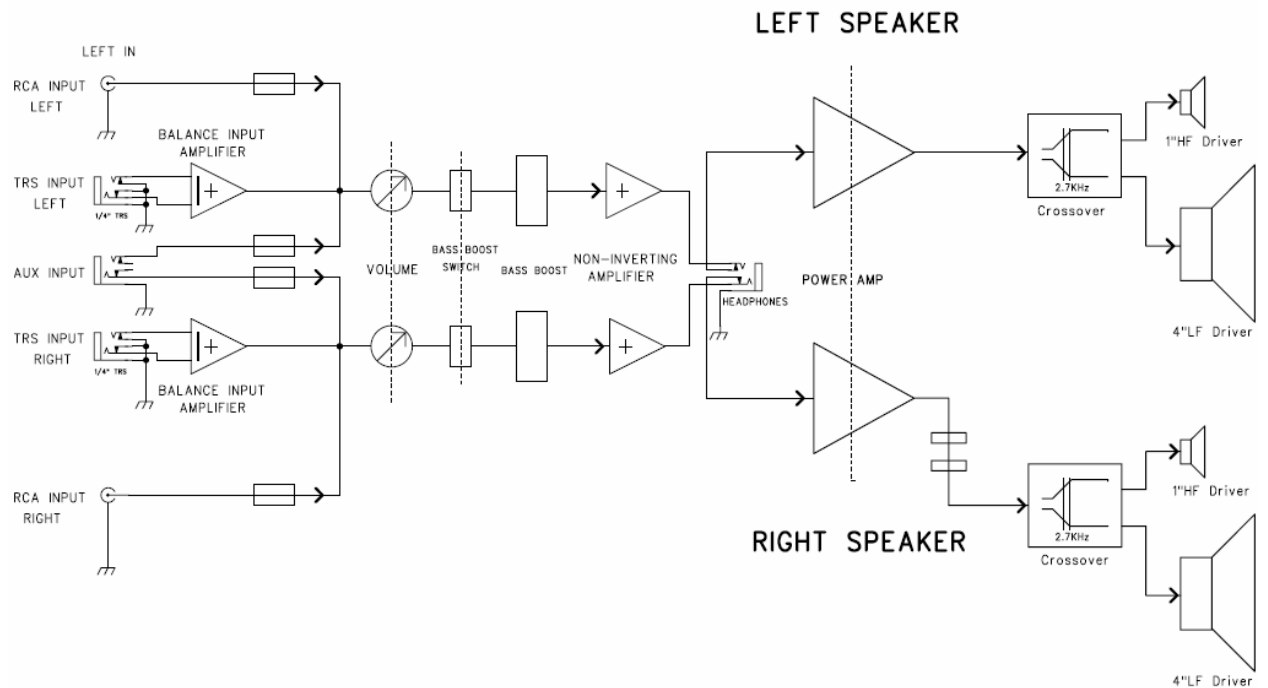 LEFT SPEAKER
LEFT IN
RCA INPUT
LEFT
BALANCE INPUT
AMPLIFIER
TRS INPUT
LEFT
1/4" TRS
AUX INPUT
TRS INPUT
RIGHT
1/4" TRS
BALANCE INPUT
AMPLIFIER
RCA INPUT
RIGHT
VOLUME
BASS BOOST
SWITCH
BASS BOOST
NON-INVERTING
AMPLIFIER
HEADPHONES
POWER AMP
2.7KHz
Crossover
1"HF Driver
4"LF Driver
RIGHT SPEAKER
2.7KHz
Crossover
1"HF Driver
4"LF Driver